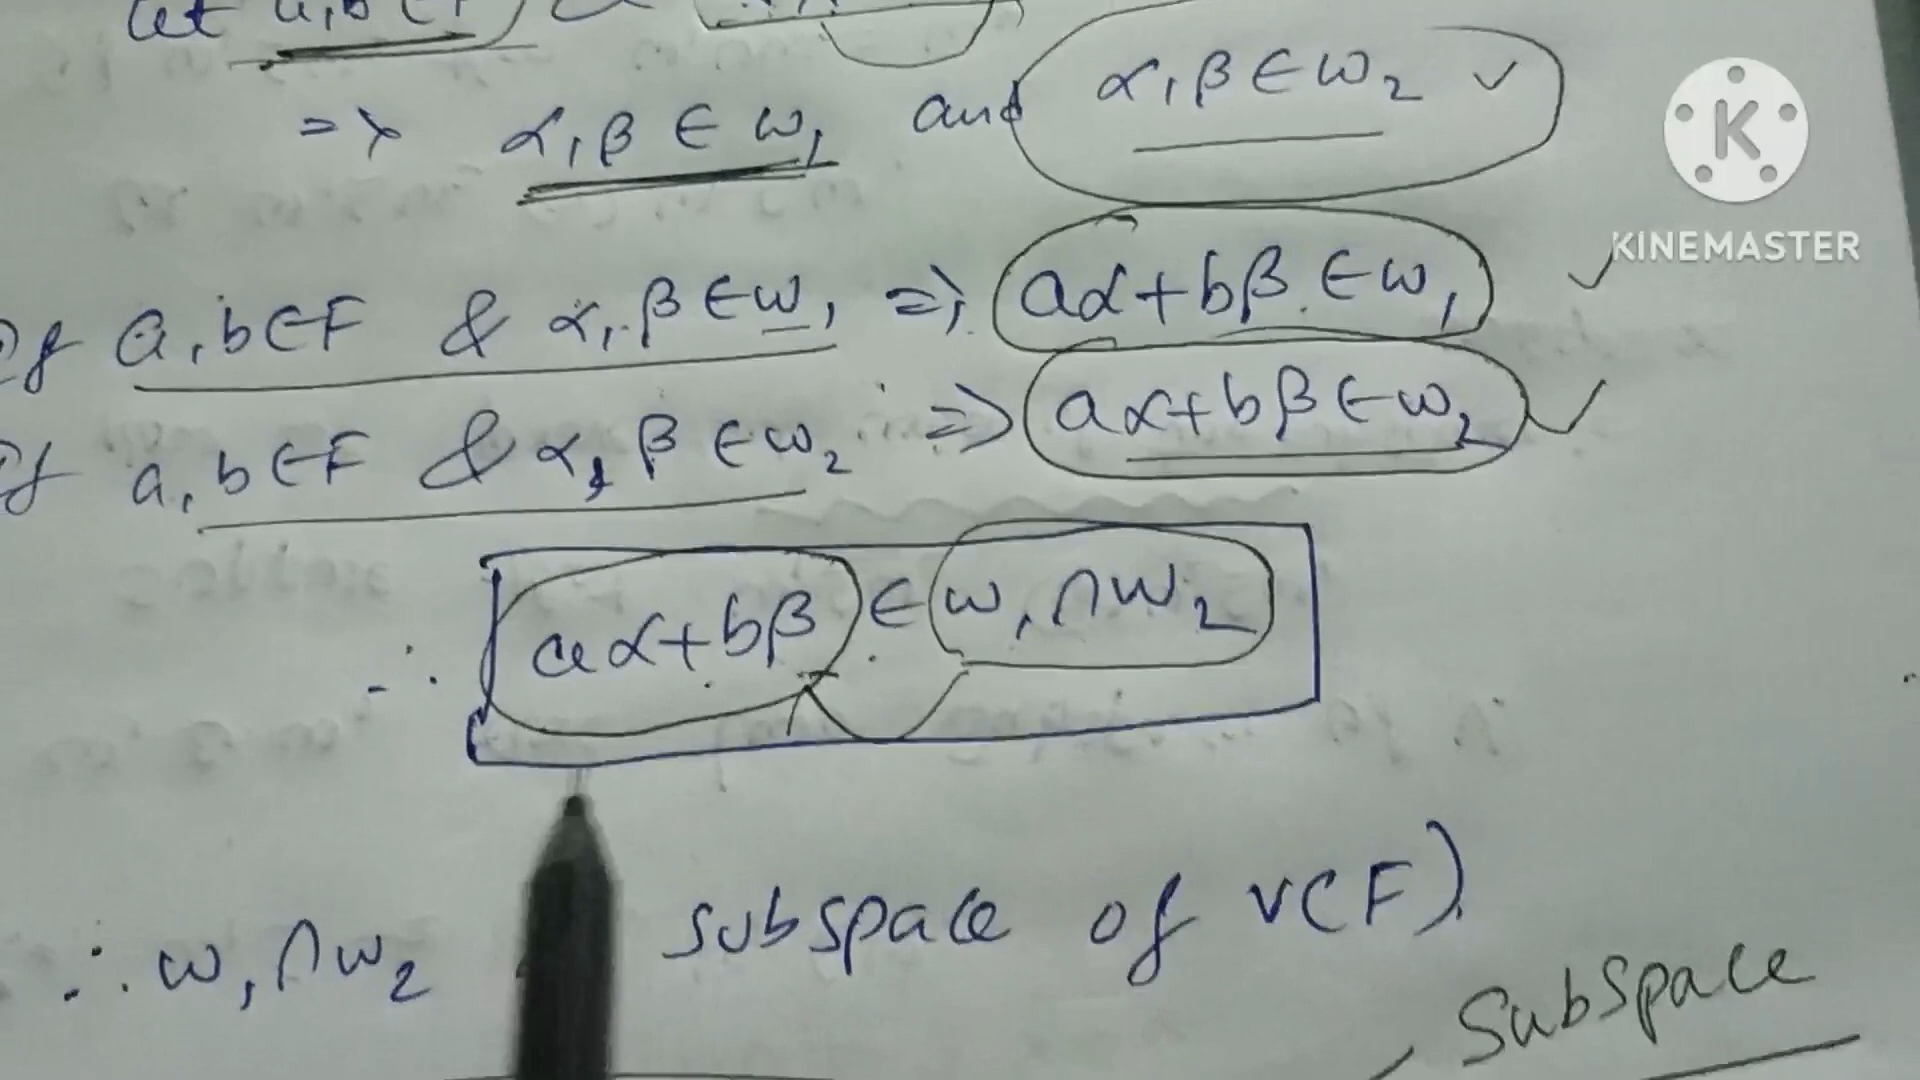 let a,b ∈ F
=> α,β ∈ w₁ and α,β ∈ w₂ ✓
KINEMASTER
If a,b∈F & α,β ∈ w₁ => aα+bβ ∈ w₁ ✓
If a,b∈F & α,β ∈ w₂ => aα+bβ ∈ w₂ ✓
∴ aα+bβ ∈ w₁∩w₂
∴ w₁∩w₂ subspace of V(F)
Subspace